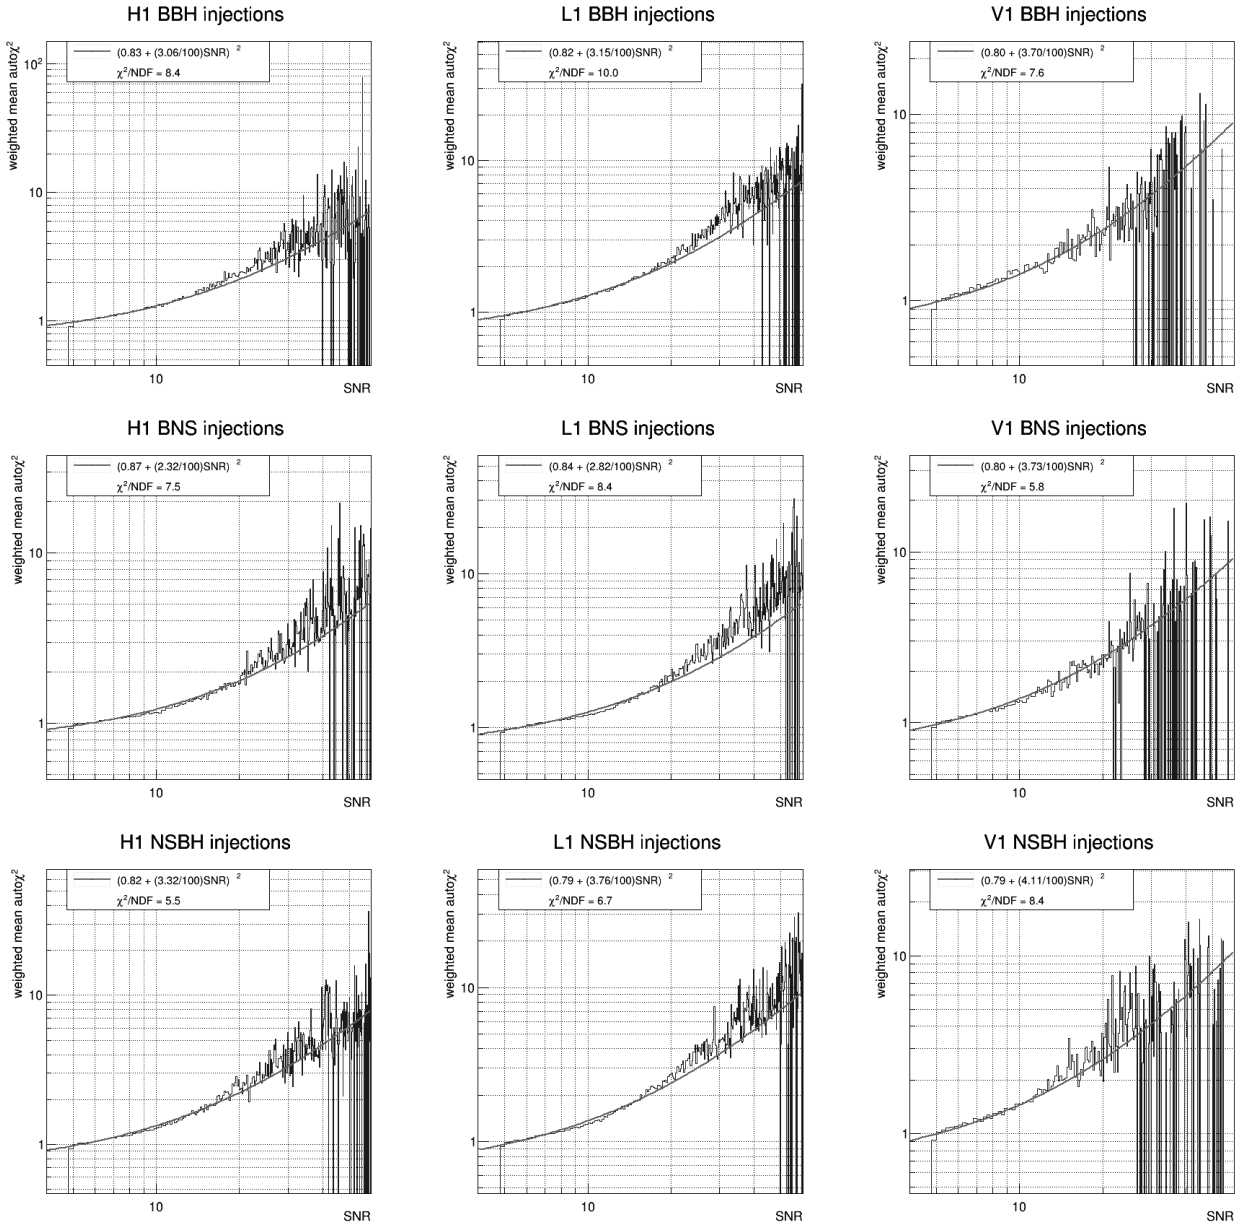 H1 BBH injections
weighted mean autoχ²
(0.83 + (3.06/100)SNR) ²
χ²/NDF = 8.4
10²
10
1
10
SNR
L1 BBH injections
weighted mean autoχ²
(0.82 + (3.15/100)SNR) ²
χ²/NDF = 10.0
10
1
10
SNR
V1 BBH injections
weighted mean autoχ²
(0.80 + (3.70/100)SNR) ²
χ²/NDF = 7.6
10
1
10
SNR
H1 BNS injections
weighted mean autoχ²
(0.87 + (2.32/100)SNR) ²
χ²/NDF = 7.5
10
1
10
SNR
L1 BNS injections
weighted mean autoχ²
(0.84 + (2.82/100)SNR) ²
χ²/NDF = 8.4
10
1
10
SNR
V1 BNS injections
weighted mean autoχ²
(0.80 + (3.73/100)SNR) ²
χ²/NDF = 5.8
10
1
10
SNR
H1 NSBH injections
weighted mean autoχ²
(0.82 + (3.32/100)SNR) ²
χ²/NDF = 5.5
10
1
10
SNR
L1 NSBH injections
weighted mean autoχ²
(0.79 + (3.76/100)SNR) ²
χ²/NDF = 6.7
10
1
10
SNR
V1 NSBH injections
weighted mean autoχ²
(0.79 + (4.11/100)SNR) ²
χ²/NDF = 8.4
10
1
10
SNR